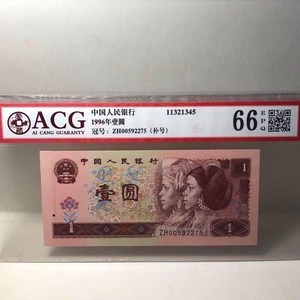 ACG
AI CANG GUARANTY
中国人民银行
1996年壹圆
冠号: ZH00592275 (补号)
11321345
66 EPQ
中国人民银行
1
壹圆
1
ZH00592275
1